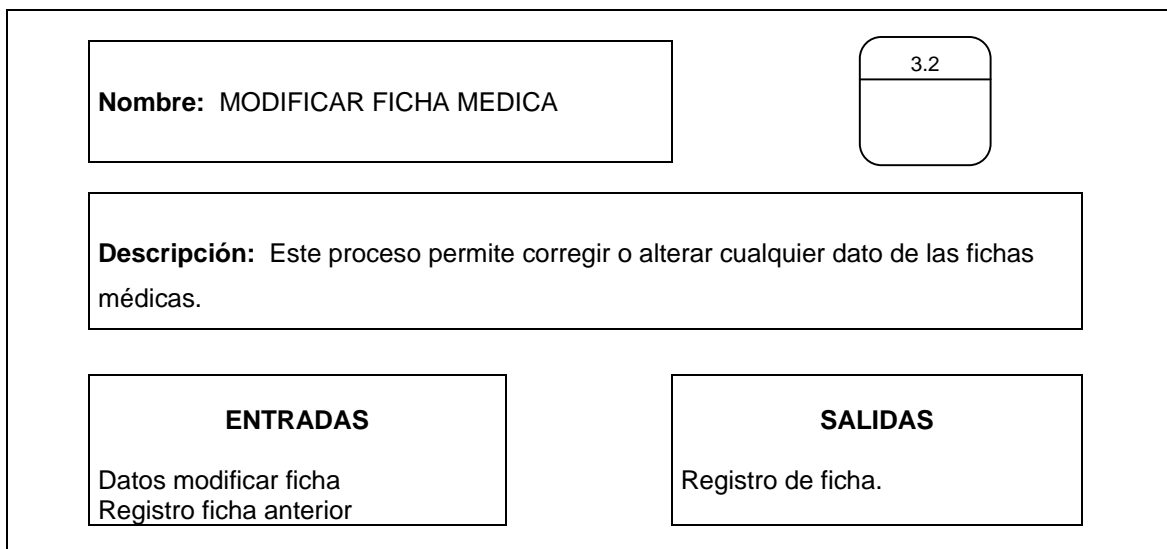 3.2
Nombre: MODIFICAR FICHA MEDICA
Descripción: Este proceso permite corregir o alterar cualquier dato de las fichas
médicas.
ENTRADAS
Datos modificar ficha
Registro ficha anterior
SALIDAS
Registro de ficha.